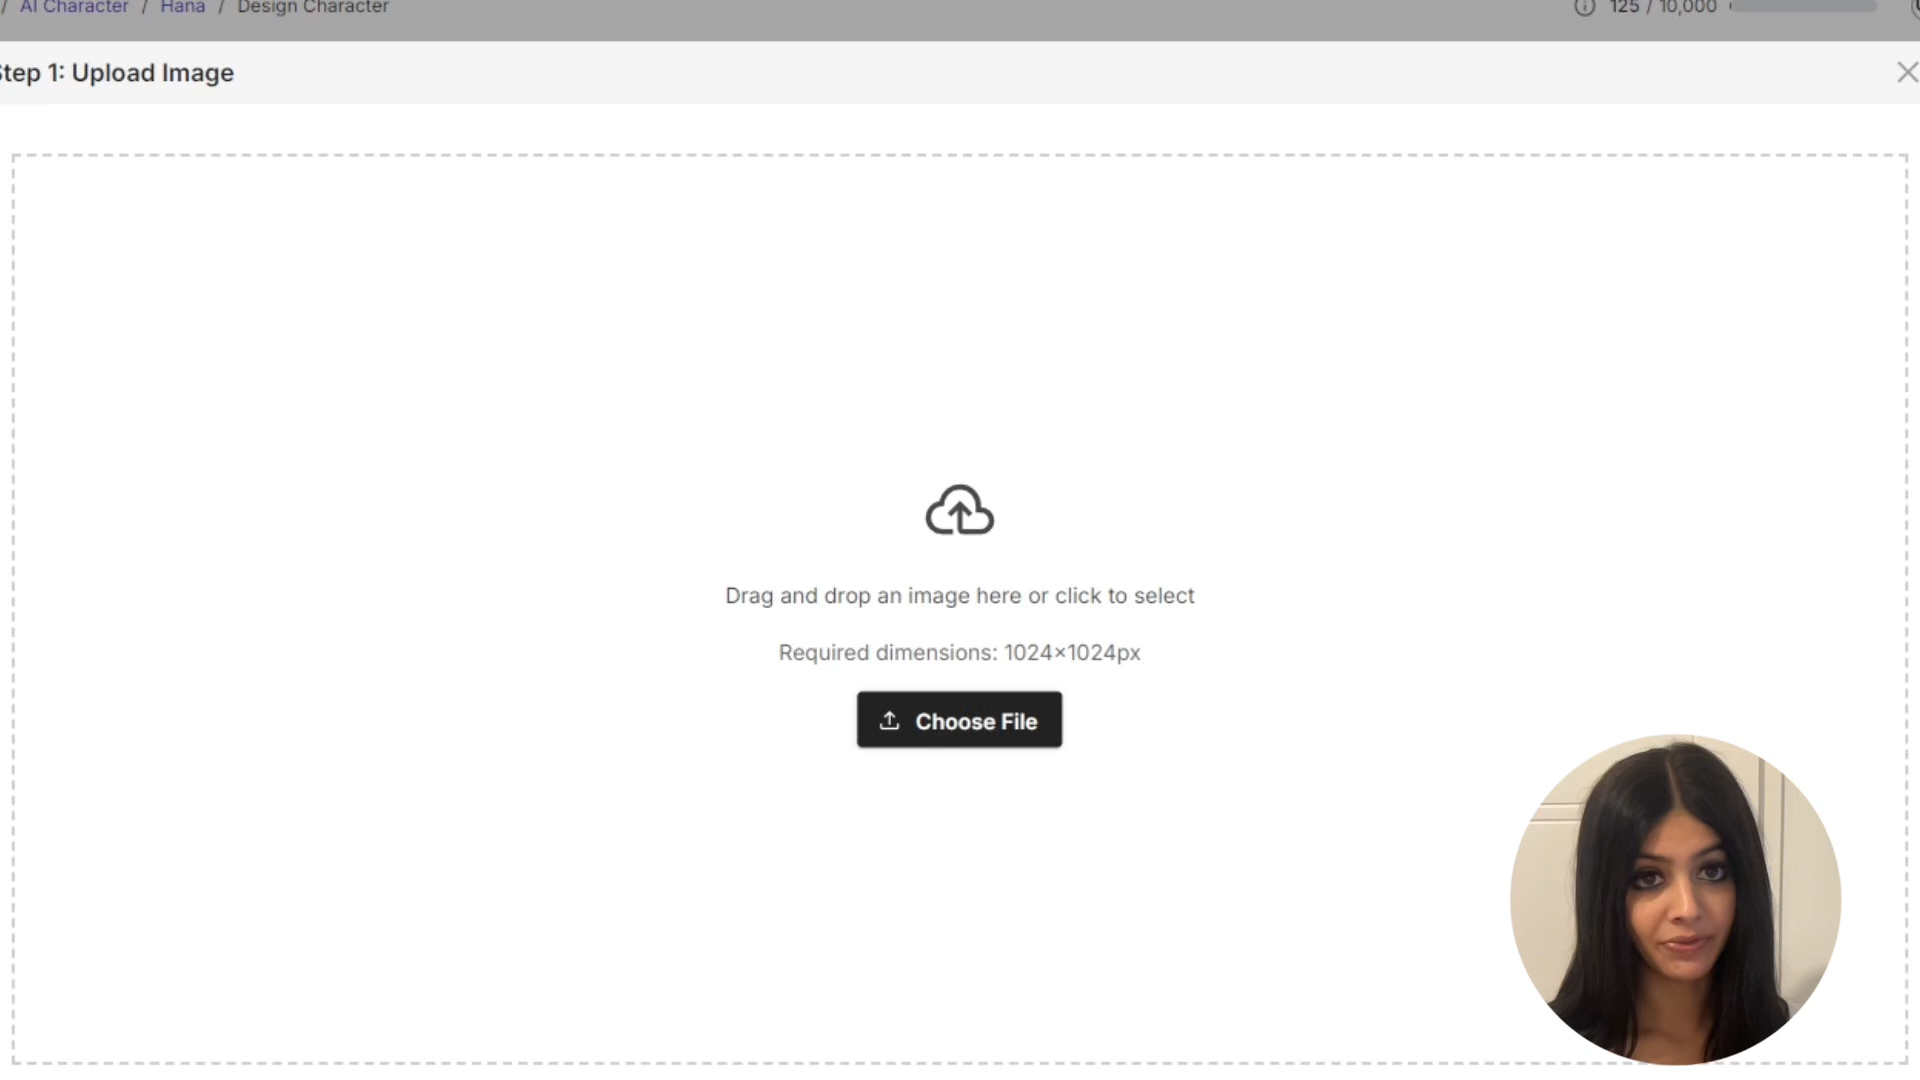 / AI Character / Hana / Design Character
125 / 10,000
Step 1: Upload Image
Drag and drop an image here or click to select
Required dimensions: 1024×1024px
Choose File